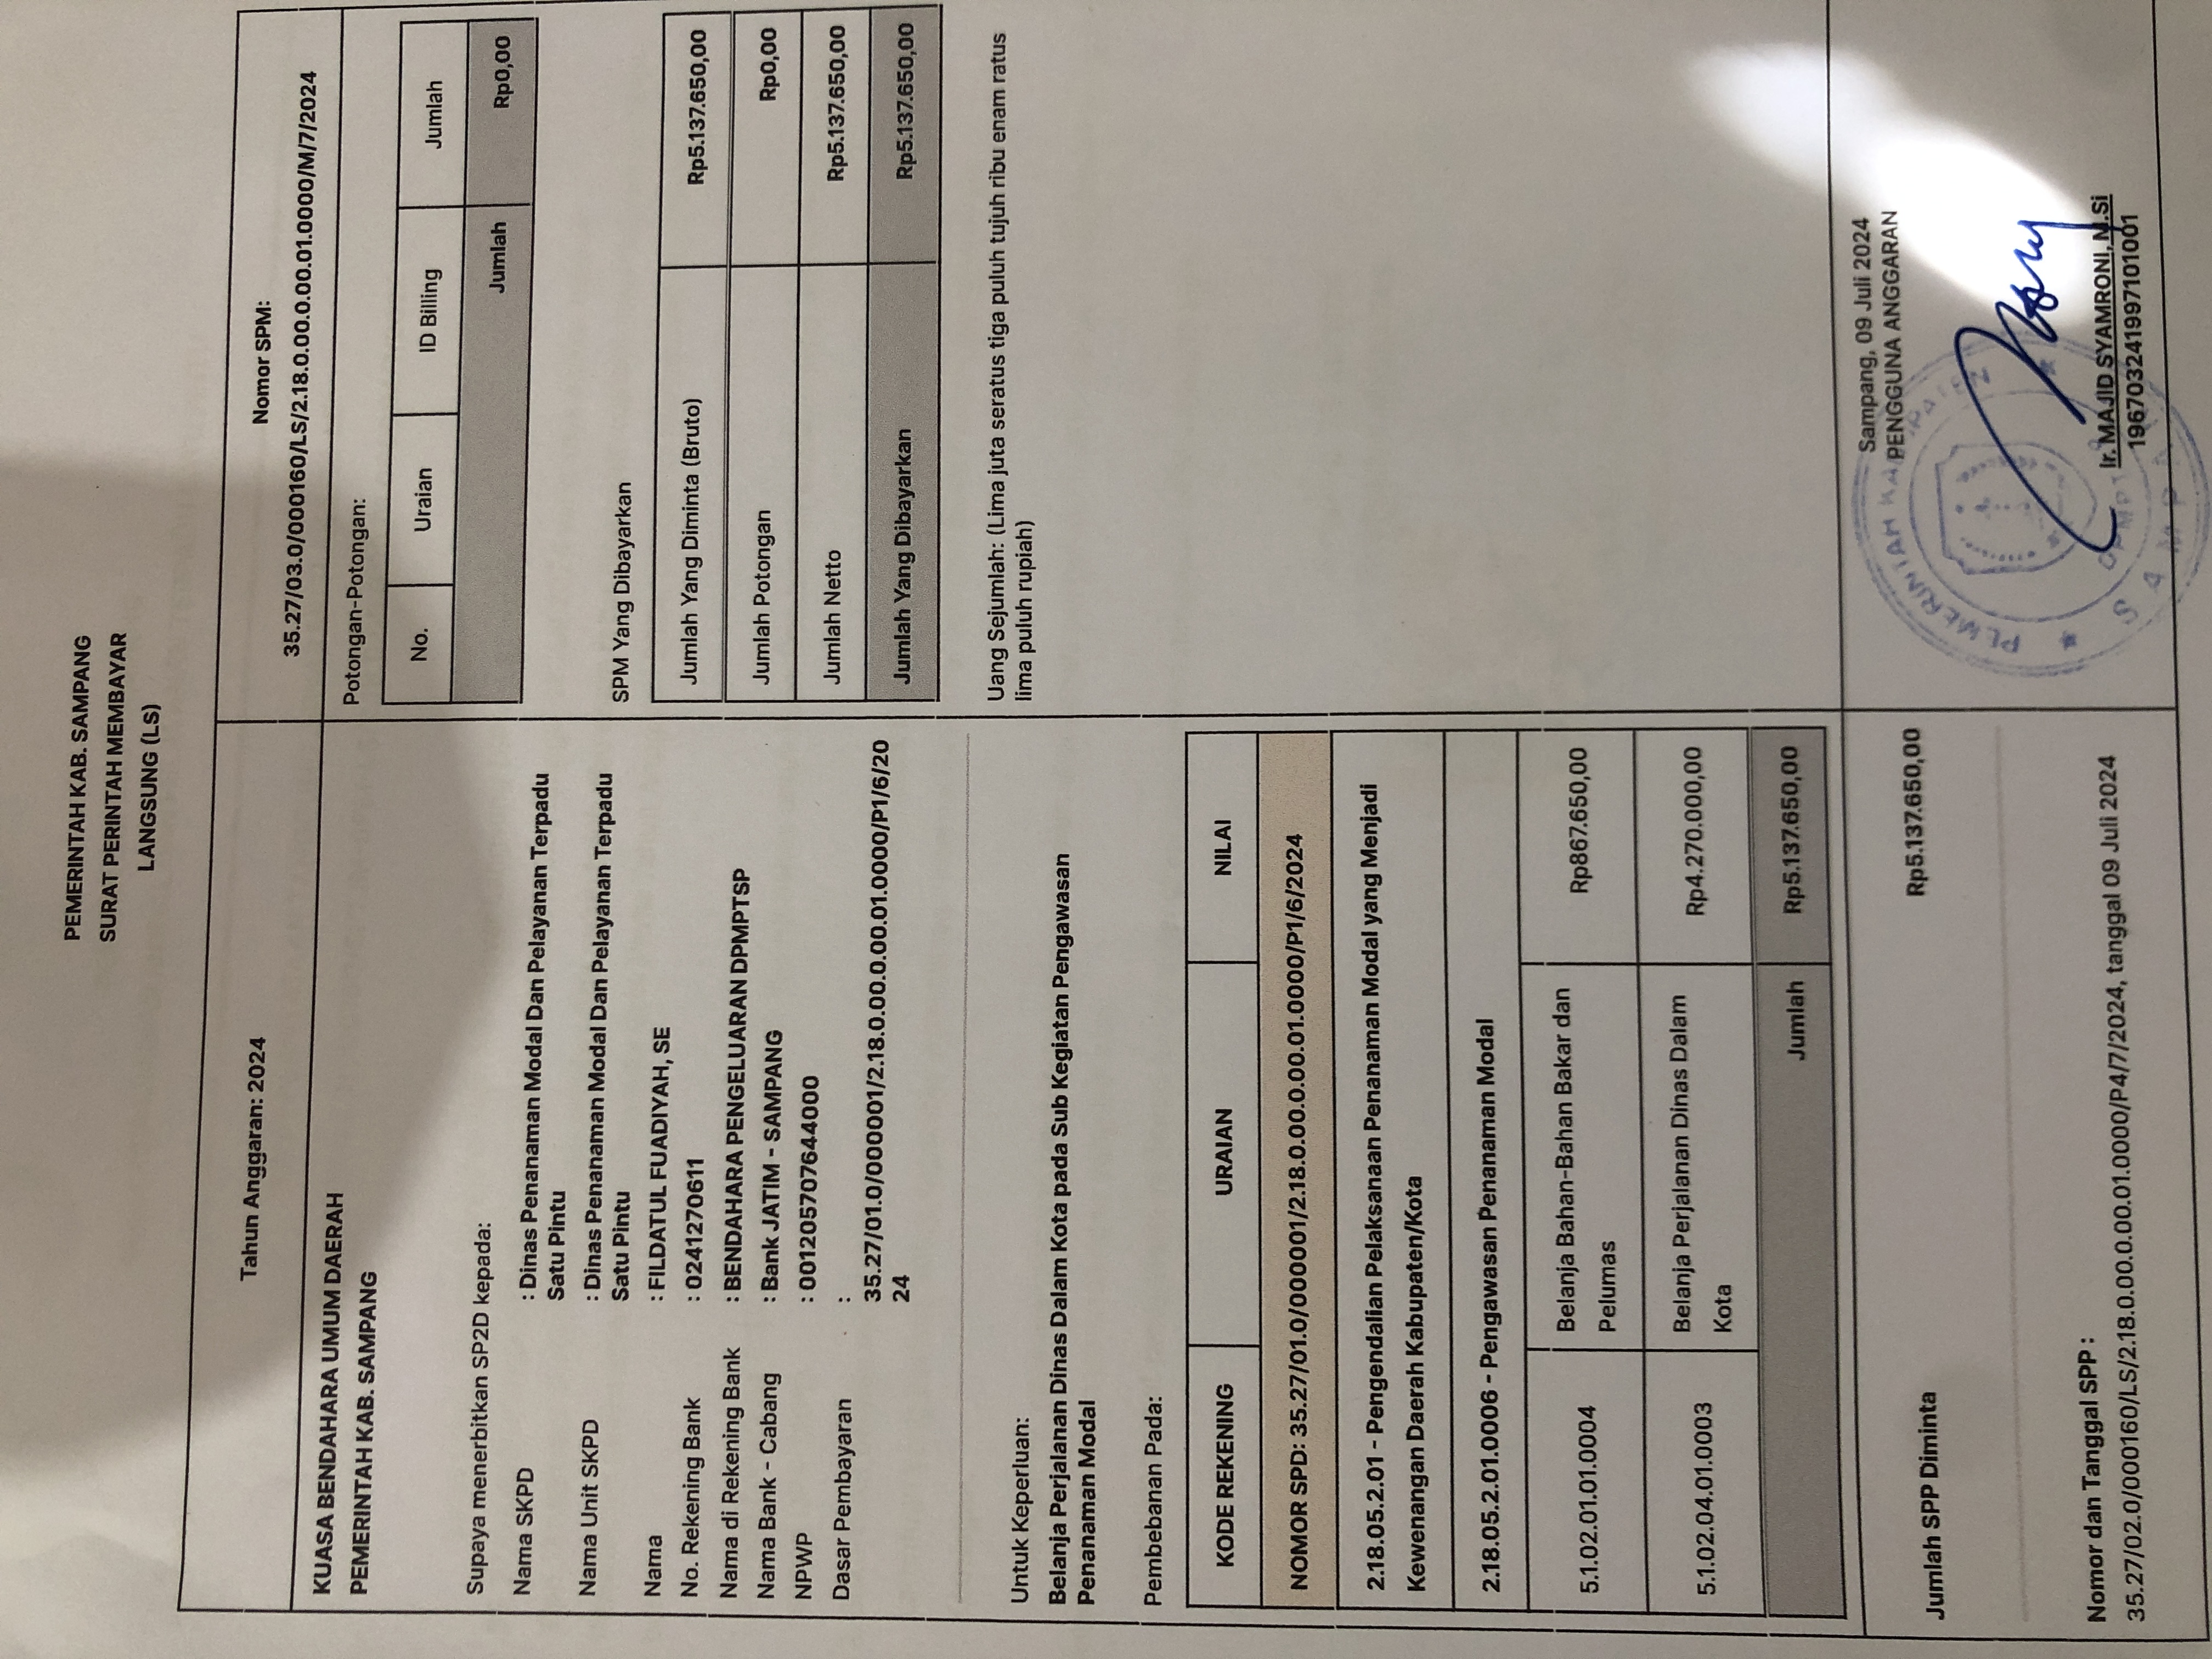 PEMERINTAH KAB. SAMPANG
SURAT PERINTAH MEMBAYAR
LANGSUNG (LS)
Tahun Anggaran: 2024
Nomor SPM:
35.27/03.0/000160/LS/2.18.0.00.0.00.01.0000/M/7/2024
KUASA BENDAHARA UMUM DAERAH
PEMERINTAH KAB. SAMPANG
Supaya menerbitkan SP2D kepada:
Nama SKPD : Dinas Penanaman Modal Dan Pelayanan Terpadu
Satu Pintu
Nama Unit SKPD : Dinas Penanaman Modal Dan Pelayanan Terpadu
Satu Pintu
Nama : FILDATUL FUADIYAH, SE
No. Rekening Bank : 0241270611
Nama di Rekening Bank : BENDAHARA PENGELUARAN DPMPTSP
Nama Bank - Cabang : Bank JATIM - SAMPANG
NPWP : 001205707644000
Dasar Pembayaran :
35.27/01.0/000001/2.18.0.00.0.00.01.0000/P1/6/20
24
Untuk Keperluan:
Belanja Perjalanan Dinas Dalam Kota pada Sub Kegiatan Pengawasan
Penanaman Modal
Pembebanan Pada:
KODE REKENING URAIAN NILAI
NOMOR SPD: 35.27/01.0/000001/2.18.0.00.0.00.01.0000/P1/6/2024
2.18.05.2.01 - Pengendalian Pelaksanaan Penanaman Modal yang Menjadi
Kewenangan Daerah Kabupaten/Kota
2.18.05.2.01.0006 - Pengawasan Penanaman Modal
5.1.02.01.01.0004 Belanja Bahan-Bahan Bakar dan
Pelumas Rp867.650,00
5.1.02.04.01.0003 Belanja Perjalanan Dinas Dalam
Kota Rp4.270.000,00
Jumlah Rp5.137.650,00
Potongan-Potongan:
No. Uraian ID Billing Jumlah
Jumlah Rp0,00
SPM Yang Dibayarkan
Jumlah Yang Diminta (Bruto) Rp5.137.650,00
Jumlah Potongan Rp0,00
Jumlah Netto Rp5.137.650,00
Jumlah Yang Dibayarkan Rp5.137.650,00
Uang Sejumlah: (Lima juta seratus tiga puluh tujuh ribu enam ratus
lima puluh rupiah)
Jumlah SPP Diminta Rp5.137.650,00
Nomor dan Tanggal SPP :
35.27/02.0/000160/LS/2.18.0.00.0.00.01.0000/P4/7/2024, tanggal 09 Juli 2024
Sampang, 09 Juli 2024
PENGGUNA ANGGARAN
PEMERINTAH KABUPATEN
SAMPANG
Ir. MAJID SYAMRONI, M.Si
196703241997101001